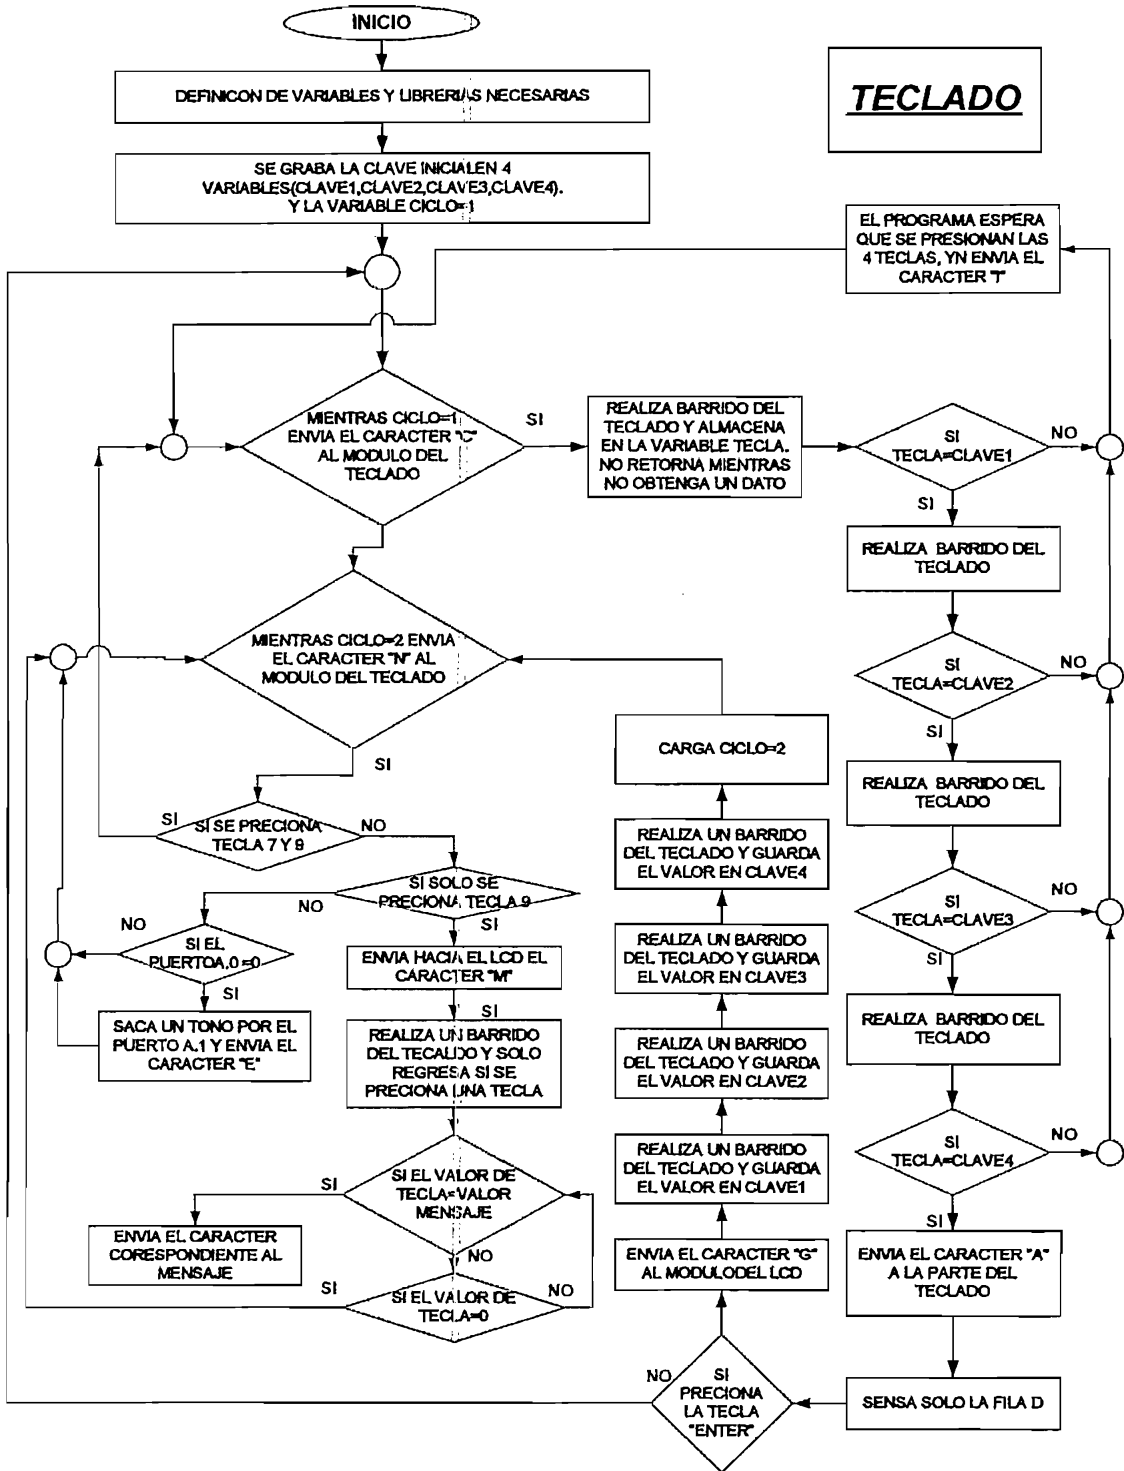 INICIO
DEFINICON DE VARIABLES Y LIBRERIAS NECESARIAS
TECLADO
SE GRABA LA CLAVE INICIALEN 4
VARIABLES(CLAVE1,CLAVE2,CLAVE3,CLAVE4).
Y LA VARIABLE CICLO=1
EL PROGRAMA ESPERA
QUE SE PRESIONAN LAS
4 TECLAS, YN ENVIA EL
CARACTER "I"
MIENTRAS CICLO=1
ENVIA EL CARACTER "C"
AL MODULO DEL
TECLADO
SI
REALIZA BARRIDO DEL
TECLADO Y ALMACENA
EN LA VARIABLE TECLA.
NO RETORNA MIENTRAS
NO OBTENGA UN DATO
SI
TECLA=CLAVE1
NO
SI
REALIZA BARRIDO DEL
TECLADO
MIENTRAS CICLO=2 ENVIA
EL CARACTER "N" AL
MODULO DEL TECLADO
SI
TECLA=CLAVE2
NO
SI
CARGA CICLO=2
SI
REALIZA BARRIDO DEL
TECLADO
SI
SI SE PRECIONA
TECLA 7 Y 9
NO
REALIZA UN BARRIDO
DEL TECLADO Y GUARDA
EL VALOR EN CLAVE4
SI SOLO SE
PRECIONA TECLA 9
NO
SI
SI
TECLA=CLAVE3
NO
SI
NO
SI EL
PUERTOA.0 =0
SI
ENVIA HACIA EL LCD EL
CARACTER "M"
SI
REALIZA UN BARRIDO
DEL TECLADO Y GUARDA
EL VALOR EN CLAVE3
SACA UN TONO POR EL
PUERTO A.1 Y ENVIA EL
CARACTER "E"
REALIZA UN BARRIDO
DEL TECALIDO Y SOLO
REGRESA SI SE
PRECIONA UNA TECLA
REALIZA UN BARRIDO
DEL TECLADO Y GUARDA
EL VALOR EN CLAVE2
REALIZA BARRIDO DEL
TECLADO
SI
TECLA=CLAVE4
NO
SI
SI
SI EL VALOR DE
TECLA=VALOR
MENSAJE
NO
REALIZA UN BARRIDO
DEL TECLADO Y GUARDA
EL VALOR EN CLAVE1
ENVIA EL CARACTER
CORESPONDIENTE AL
MENSAJE
SI
SI EL VALOR DE
TECLA=0
NO
ENVIA EL CARACTER "G"
AL MODULODEL LCD
ENVIA EL CARACTER "A"
A LA PARTE DEL
TECLADO
NO
SI
PRECIONA
LA TECLA
"ENTER"
SENSA SOLO LA FILA D